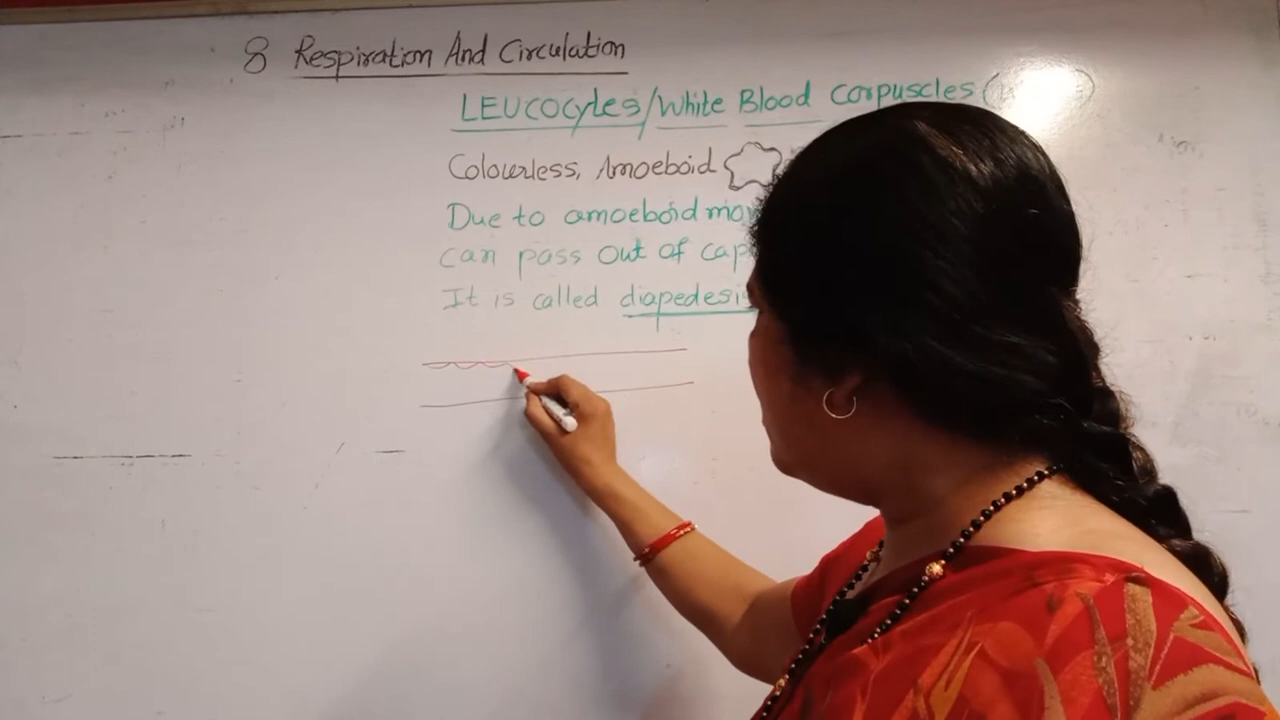 8 Respiration And Circulation
LEUCOCYTES/White Blood Corpuscles
Colourless, Amoeboid
Due to amoeboid
can pass out of
It is called diapedesis